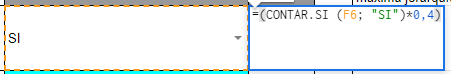 =(CONTAR.SI (F6; "SI")*0,4)
SI